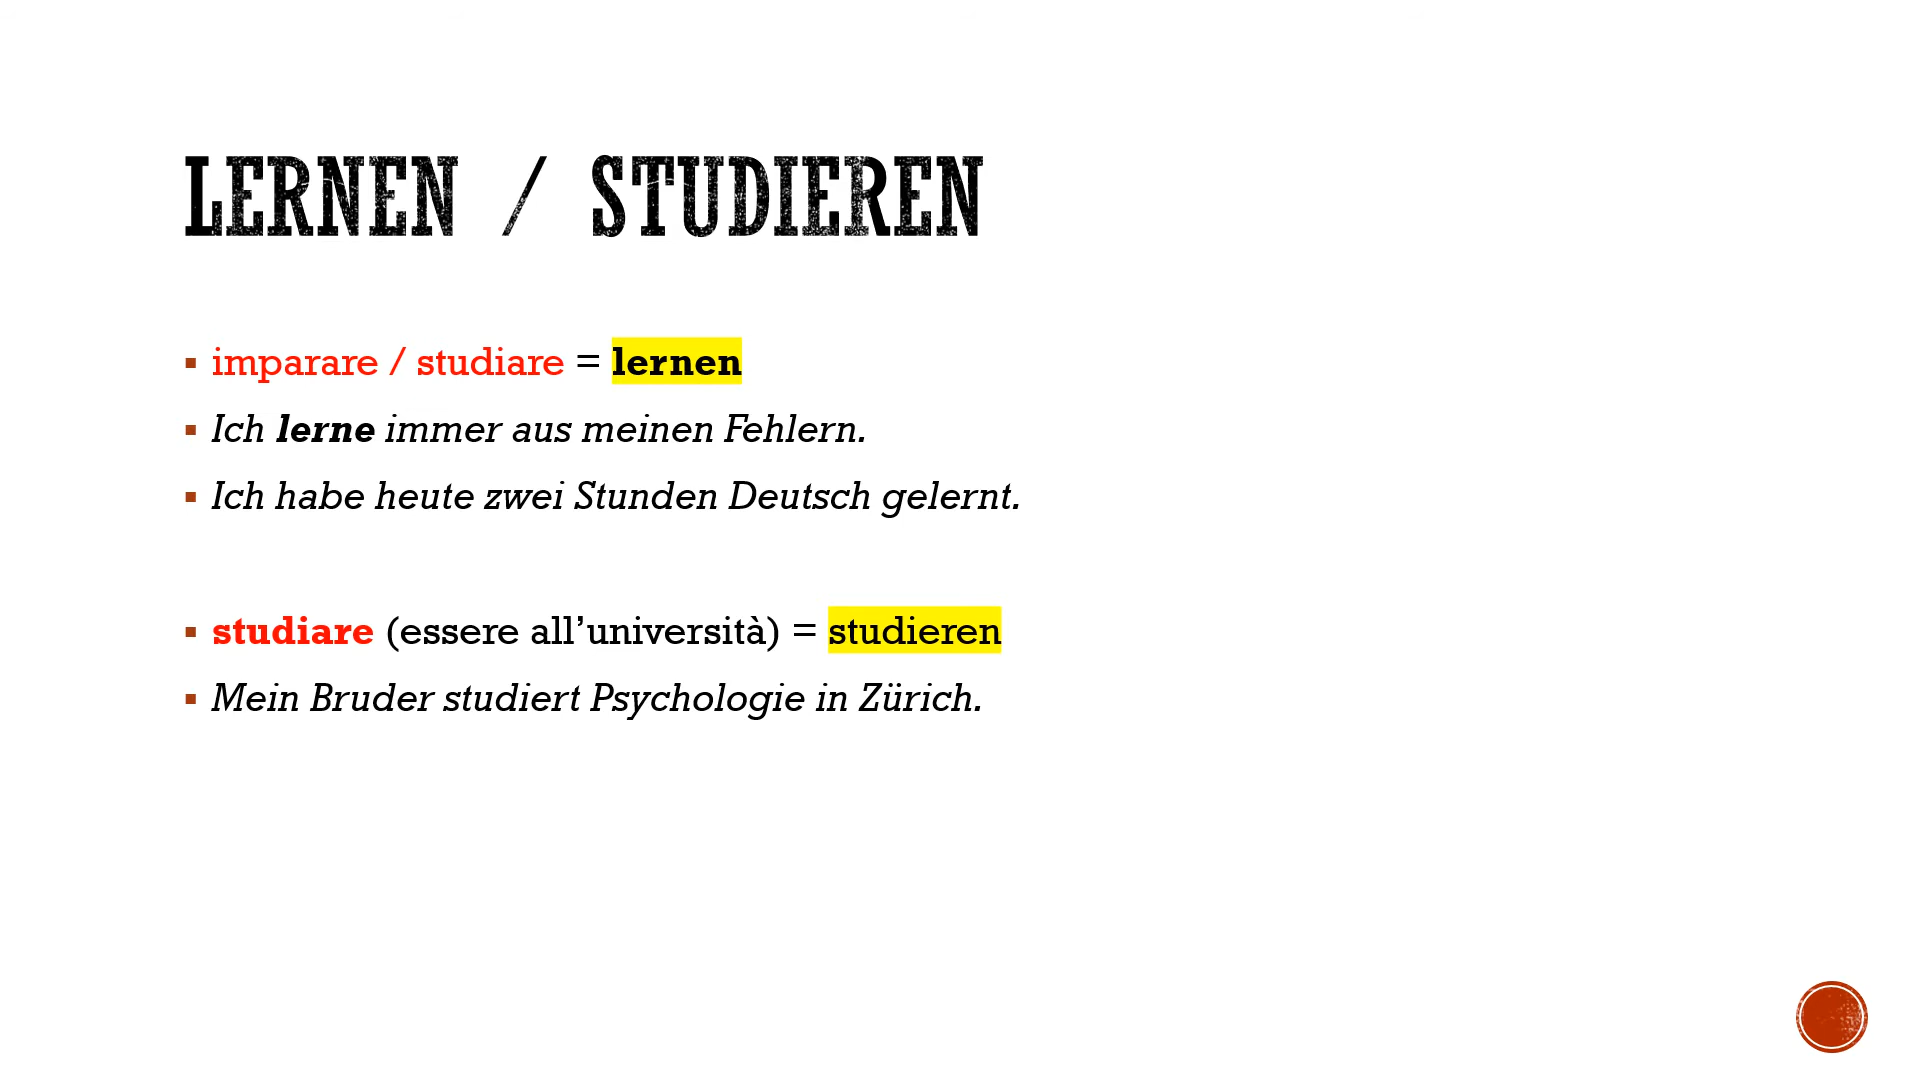 LERNEN / STUDIEREN
imparare / studiare = lernen
Ich lerne immer aus meinen Fehlern.
Ich habe heute zwei Stunden Deutsch gelernt.
studiare (essere all’università) = studieren
Mein Bruder studiert Psychologie in Zürich.